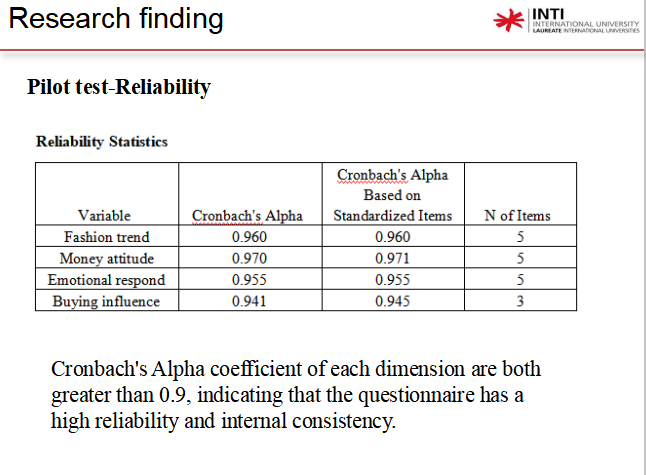 Research finding
INTI
INTERNATIONAL UNIVERSITY
LAUREATE INTERNATIONAL UNIVERSITIES
Pilot test-Reliability
Reliability Statistics
Variable Cronbach's Alpha Cronbach's Alpha Based on Standardized Items N of Items
Fashion trend 0.960 0.960 5
Money attitude 0.970 0.971 5
Emotional respond 0.955 0.955 5
Buying influence 0.941 0.945 3
Cronbach's Alpha coefficient of each dimension are both
greater than 0.9, indicating that the questionnaire has a
high reliability and internal consistency.